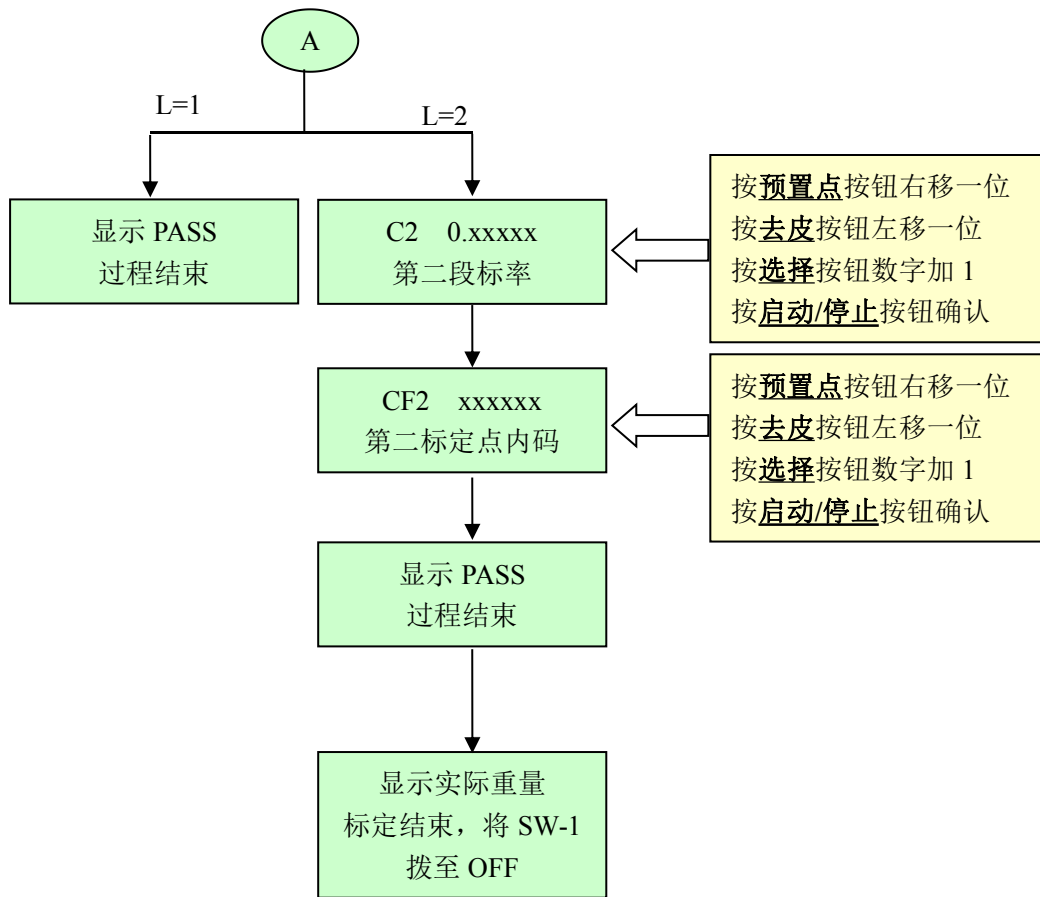 A
L=1
L=2
显示 PASS
过程结束
C2 0.xxxxx
第二段标率
按预置点按钮右移一位
按去皮按钮左移一位
按选择按钮数字加 1
按启动/停止按钮确认
CF2 xxxxxx
第二标定点内码
按预置点按钮右移一位
按去皮按钮左移一位
按选择按钮数字加 1
按启动/停止按钮确认
显示 PASS
过程结束
显示实际重量
标定结束，将 SW-1
拨至 OFF